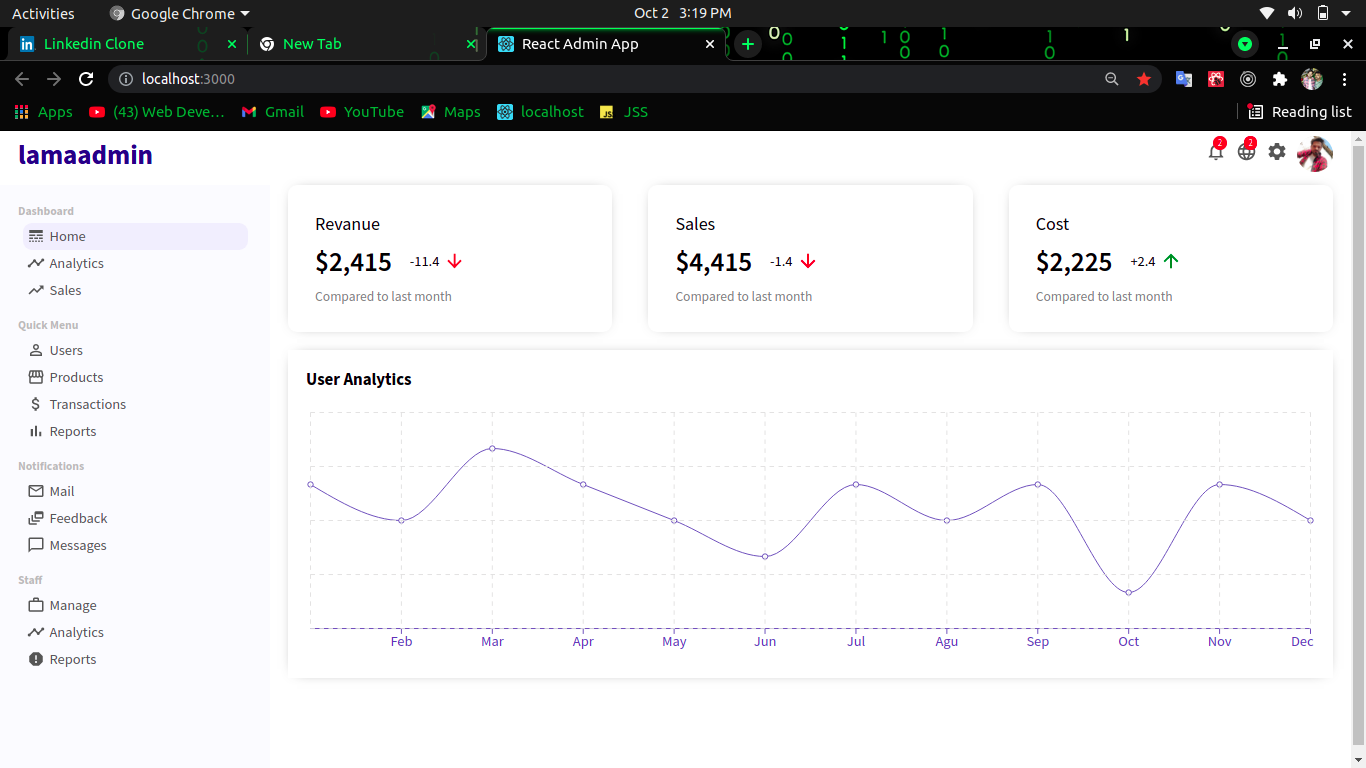 Activities Google Chrome Oct 2 3:19 PM
Linkedin Clone New Tab React Admin App
localhost:3000
Apps (43) Web Deve… Gmail YouTube Maps localhost JSS Reading list
lamaadmin 2 2
Dashboard
Home
Analytics
Sales
Quick Menu
Users
Products
Transactions
Reports
Notifications
Mail
Feedback
Messages
Staff
Manage
Analytics
Reports
Revanue
$2,415 -11.4
Compared to last month
Sales
$4,415 -1.4
Compared to last month
Cost
$2,225 +2.4
Compared to last month
User Analytics
Feb Mar Apr May Jun Jul Agu Sep Oct Nov Dec